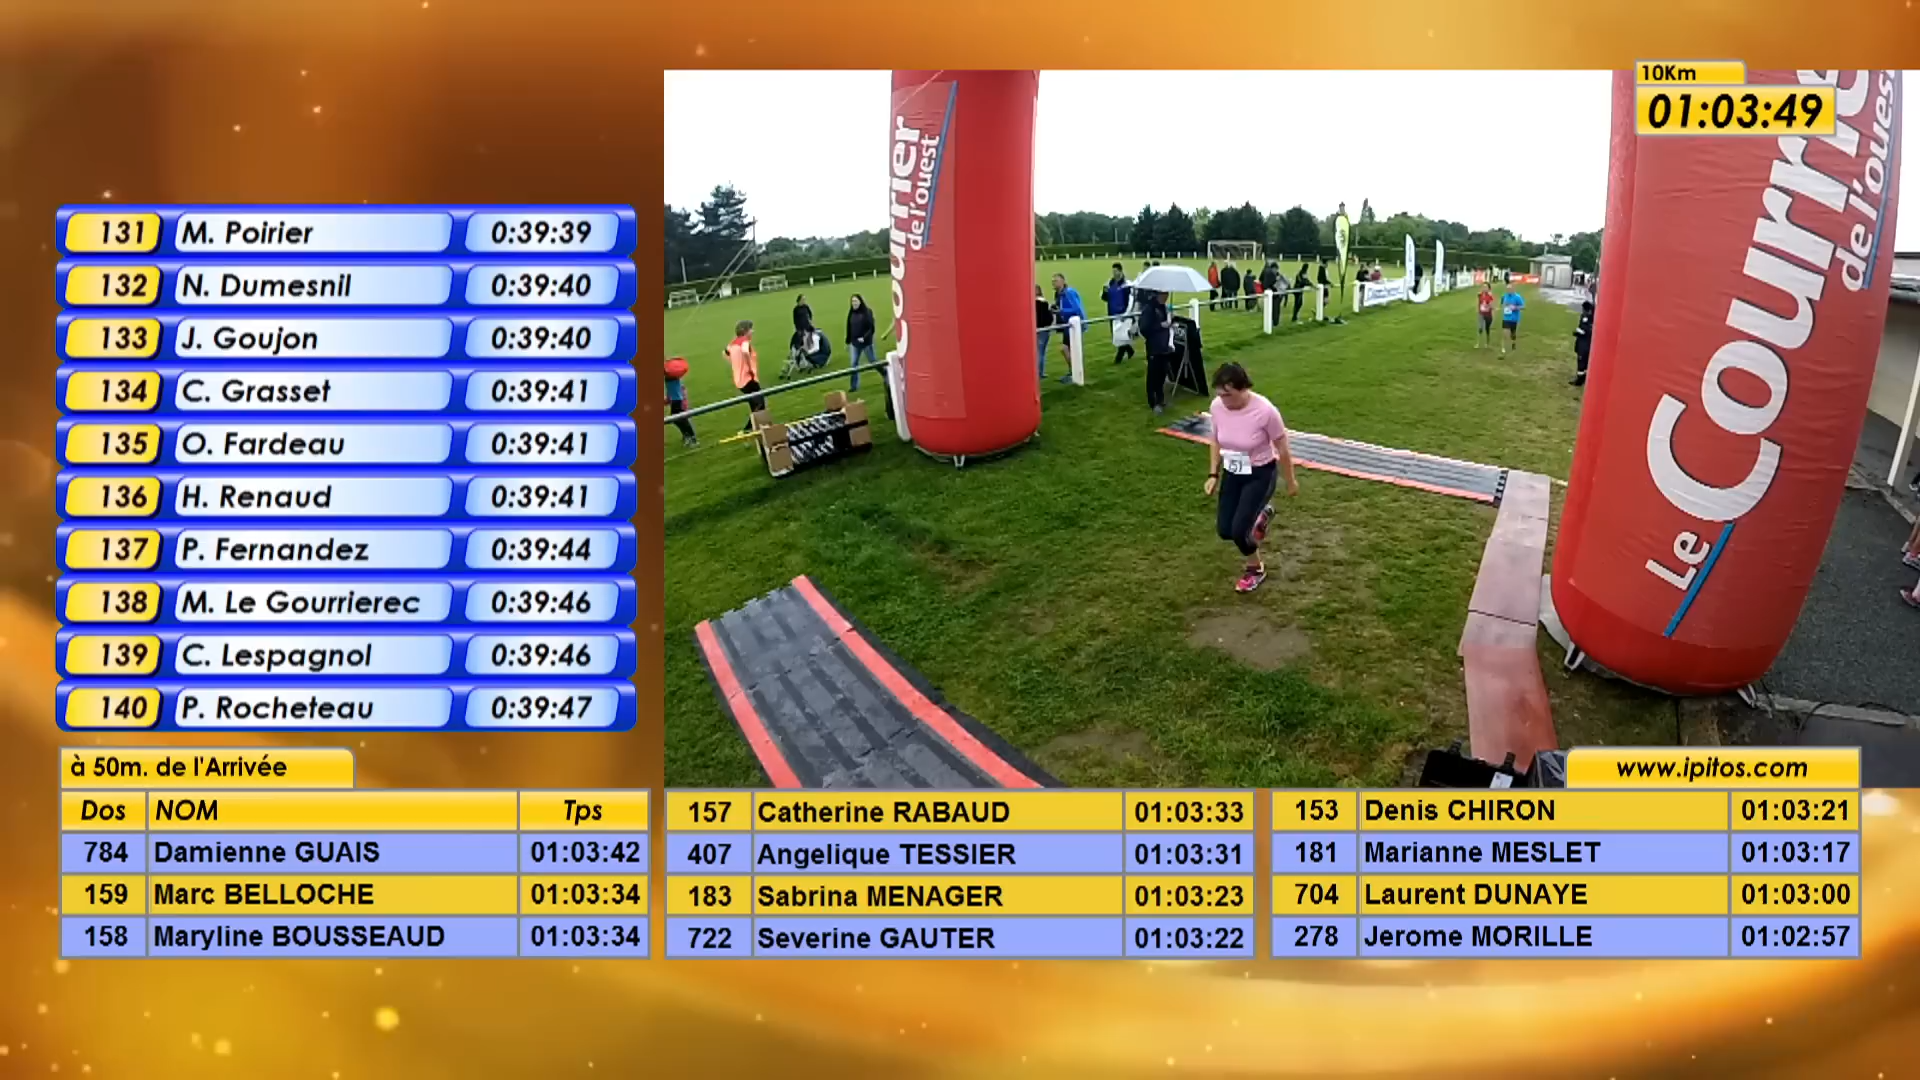 10Km
01:03:49
Courrier
de l'ouest
Le Courrier
de l'ouest
131 M. Poirier 0:39:39
132 N. Dumesnil 0:39:40
133 J. Goujon 0:39:40
134 C. Grasset 0:39:41
135 O. Fardeau 0:39:41
136 H. Renaud 0:39:41
137 P. Fernandez 0:39:44
138 M. Le Gourrierec 0:39:46
139 C. Lespagnol 0:39:46
140 P. Rocheteau 0:39:47
à 50m. de l'Arrivée
www.ipitos.com
Dos NOM Tps
784 Damienne GUAIS 01:03:42
159 Marc BELLOCHE 01:03:34
158 Maryline BOUSSEAUD 01:03:34
157 Catherine RABAUD 01:03:33
407 Angelique TESSIER 01:03:31
183 Sabrina MENAGER 01:03:23
722 Severine GAUTER 01:03:22
153 Denis CHIRON 01:03:21
181 Marianne MESLET 01:03:17
704 Laurent DUNAYE 01:03:00
278 Jerome MORILLE 01:02:57